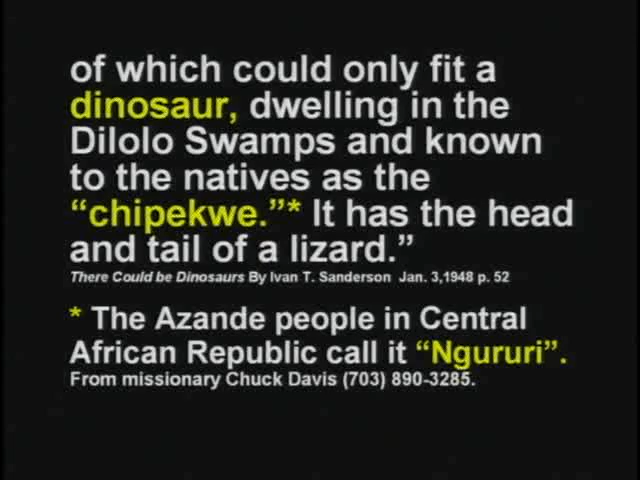 of which could only fit a
dinosaur, dwelling in the
Dilolo Swamps and known
to the natives as the
“chipekwe.”* It has the head
and tail of a lizard.”
There Could be Dinosaurs By Ivan T. Sanderson Jan. 3,1948 p. 52
* The Azande people in Central
African Republic call it “Ngururi”.
From missionary Chuck Davis (703) 890-3285.